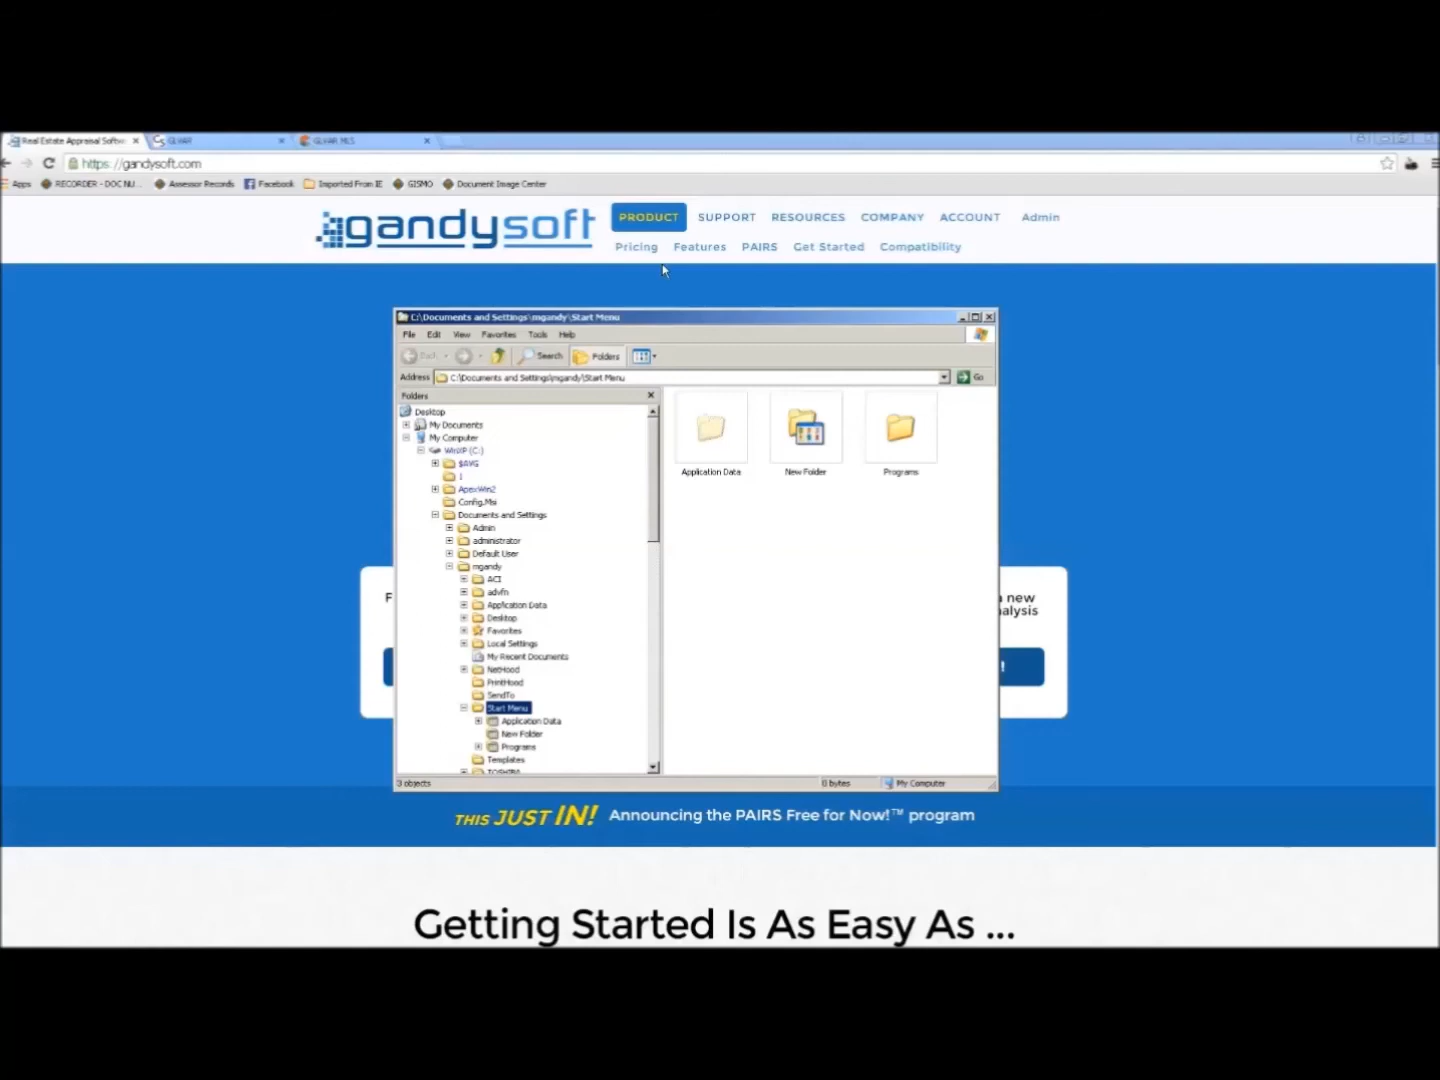 Real Estate Appraisal Softw
GLVAR
GLVAR MLS
https://gandysoft.com
Apps
RECORDER - DOC NU...
Assessor Records
Facebook
Imported From IE
GISMO
Document Image Center
gandysoft
PRODUCT SUPPORT RESOURCES COMPANY ACCOUNT Admin
Pricing Features PAIRS Get Started Compatibility
C:\Documents and Settings\mgandy\Start Menu
File Edit View Favorites Tools Help
Back Search Folders
Address C:\Documents and Settings\mgandy\Start Menu Go
Folders
Desktop
My Documents
My Computer
WinXP (C:)
$AVG
1
ApexWin2
Config.Msi
Documents and Settings
Admin
administrator
Default User
mgandy
ACI
advfn
Application Data
Desktop
Favorites
Local Settings
My Recent Documents
NetHood
PrintHood
SendTo
Start Menu
Application Data
New Folder
Programs
Templates
TOSHIBA
Application Data
New Folder
Programs
3 objects
0 bytes
My Computer
F
new
alysis
!
THIS JUST IN! Announcing the PAIRS Free for Now!™ program
Getting Started Is As Easy As ...